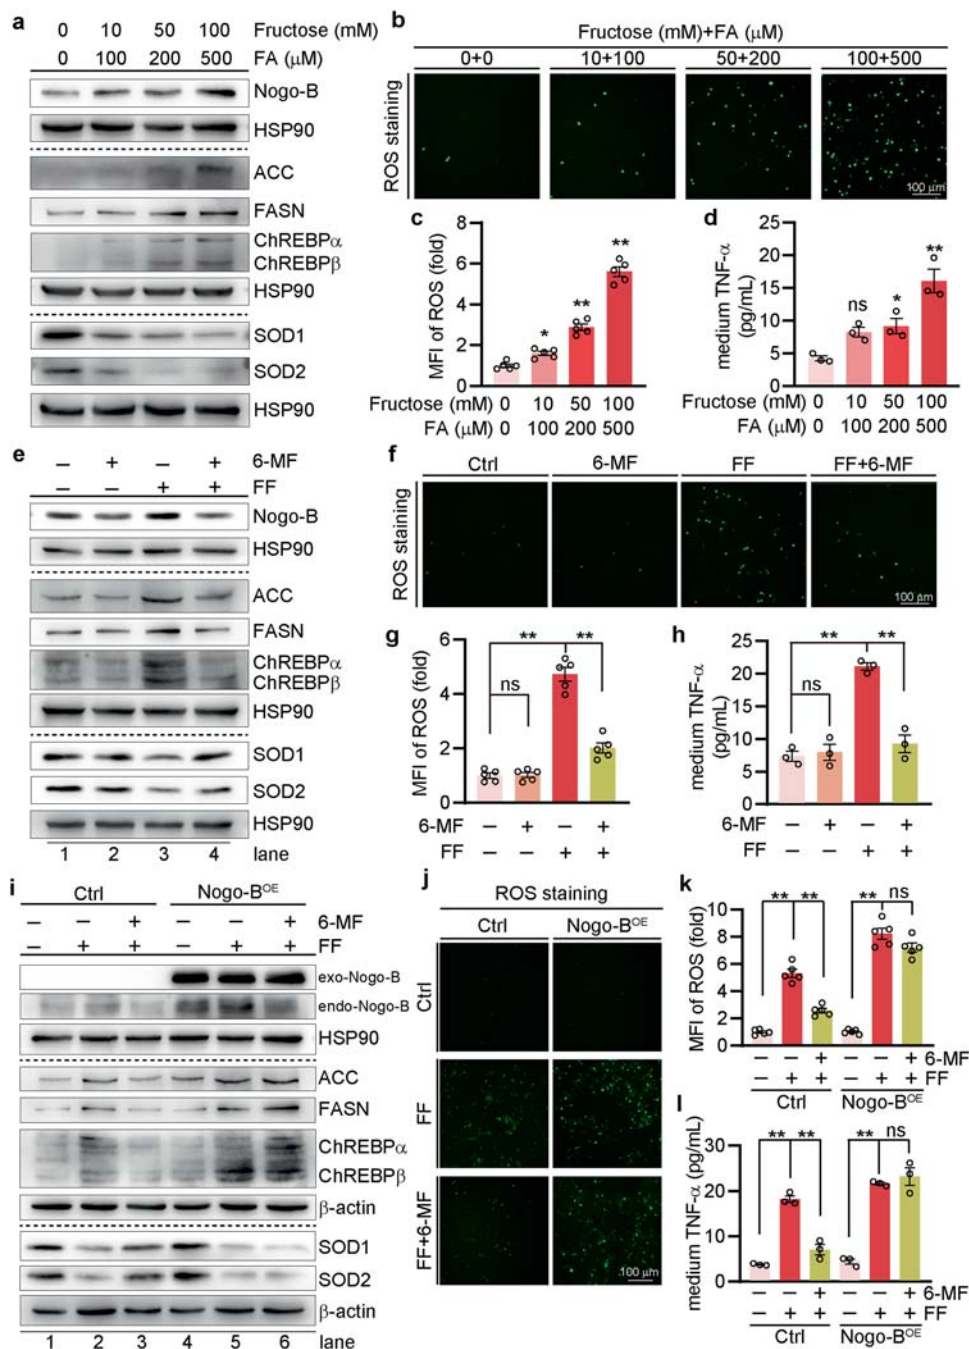 a
0 10 50 100 Fructose (mM)
0 100 200 500 FA (μM)
Nogo-B
HSP90
ACC
FASN
ChREBPα
ChREBPβ
HSP90
SOD1
SOD2
HSP90
b
Fructose (mM)+FA (μM)
0+0 10+100 50+200 100+500
ROS staining
100 μm
c
MFI of ROS (fold)
8
6
4
2
0
* ** **
Fructose (mM) 0 10 50 100
FA (μM) 0 100 200 500
d
medium TNF-α
(pg/mL)
25
20
15
10
5
0
ns * **
Fructose (mM) 0 10 50 100
FA (μM) 0 100 200 500
e
– + – + 6-MF
– – + + FF
Nogo-B
HSP90
ACC
FASN
ChREBPα
ChREBPβ
HSP90
SOD1
SOD2
HSP90
1 2 3 4 lane
f
Ctrl 6-MF FF FF+6-MF
ROS staining
100 μm
g
MFI of ROS (fold)
6
4
2
0
** **
ns
6-MF – + – +
FF – – + +
h
medium TNF-α
(pg/mL)
25
20
15
10
5
0
** **
ns
6-MF – + – +
FF – – + +
i
Ctrl Nogo-BOE
– – + – – + 6-MF
– + + – + + FF
exo-Nogo-B
endo-Nogo-B
HSP90
ACC
FASN
ChREBPα
ChREBPβ
β-actin
SOD1
SOD2
β-actin
1 2 3 4 5 6 lane
j
ROS staining
Ctrl Nogo-BOE
Ctrl
FF
FF+6-MF
100 μm
k
MFI of ROS (fold)
10
8
6
4
2
0
** ** ** ns
– – + – – + 6-MF
– + + – + + FF
Ctrl Nogo-BOE
l
medium TNF-α (pg/mL)
30
20
10
0
** ** ** ns
– – + – – + 6-MF
– + + – + + FF
Ctrl Nogo-BOE